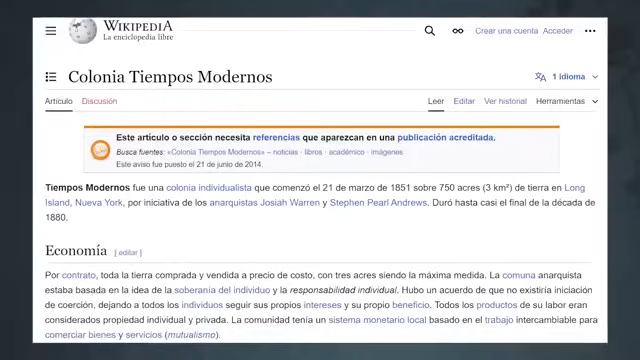 WIKIPEDIA
La enciclopedia libre
Crear una cuenta Acceder
Colonia Tiempos Modernos
1 idioma
Artículo Discusión
Leer Editar Ver historial Herramientas
Este artículo o sección necesita referencias que aparezcan en una publicación acreditada.
Busca fuentes: «Colonia Tiempos Modernos» – noticias · libros · académico · imágenes
Este aviso fue puesto el 21 de junio de 2014.
Tiempos Modernos fue una colonia individualista que comenzó el 21 de marzo de 1851 sobre 750 acres (3 km²) de tierra en Long
Island, Nueva York, por iniciativa de los anarquistas Josiah Warren y Stephen Pearl Andrews. Duró hasta casi el final de la década de
1880.
Economía [ editar ]
Por contrato, toda la tierra comprada y vendida a precio de costo, con tres acres siendo la máxima medida. La comuna anarquista
estaba basada en la idea de la soberanía del individuo y la responsabilidad individual. Hubo un acuerdo de que no existiría iniciación
de coerción, dejando a todos los individuos seguir sus propios intereses y su propio beneficio. Todos los productos de su labor eran
considerados propiedad individual y privada. La comunidad tenía un sistema monetario local basado en el trabajo intercambiable para
comerciar bienes y servicios (mutualismo).